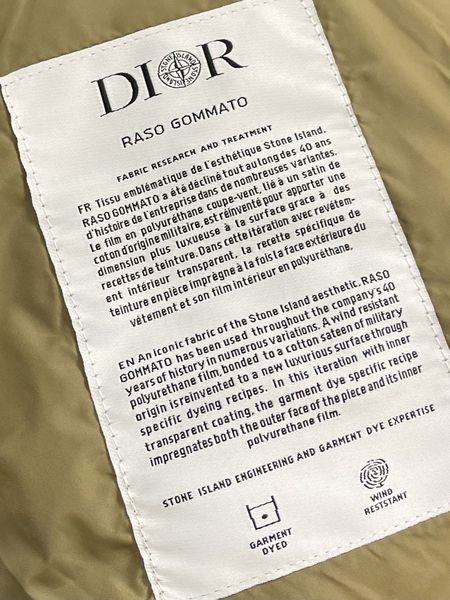 DIOR
STONE ISLAND
RASO GOMMATO
FABRIC RESEARCH AND TREATMENT
FR Tissu emblématique de l'esthétique Stone Island.
RASO GOMMATO a été décliné tout au long des 40 ans
d'histoire de l'entreprise dans de nombreuses variantes.
Le film en polyuréthane coupe-vent, lié à un satin de
coton d'origine militaire, est réinventé pour apporter une
dimension plus luxueuse à la surface grâce à des
recettes de teinture. Dans cette itération avec revêtem-
ent intérieur transparent, la recette spécifique de
teinture en pièce imprègne à la fois la face extérieure du
vêtement et son film intérieur en polyuréthane.
EN An iconic fabric of the Stone Island aesthetic, RASO
GOMMATO has been used throughout the company's 40
years of history in numerous variations. A wind resistant
polyurethane film, bonded to a cotton sateen of military
origin is reinvented to a new luxurious surface through
specific dyeing recipes. In this iteration with inner
transparent coating, the garment dye specific recipe
impregnates both the outer face of the piece and its inner
polyurethane film.
STONE ISLAND ENGINEERING AND GARMENT DYE EXPERTISE
GARMENT
DYED
WIND
RESTSTANT